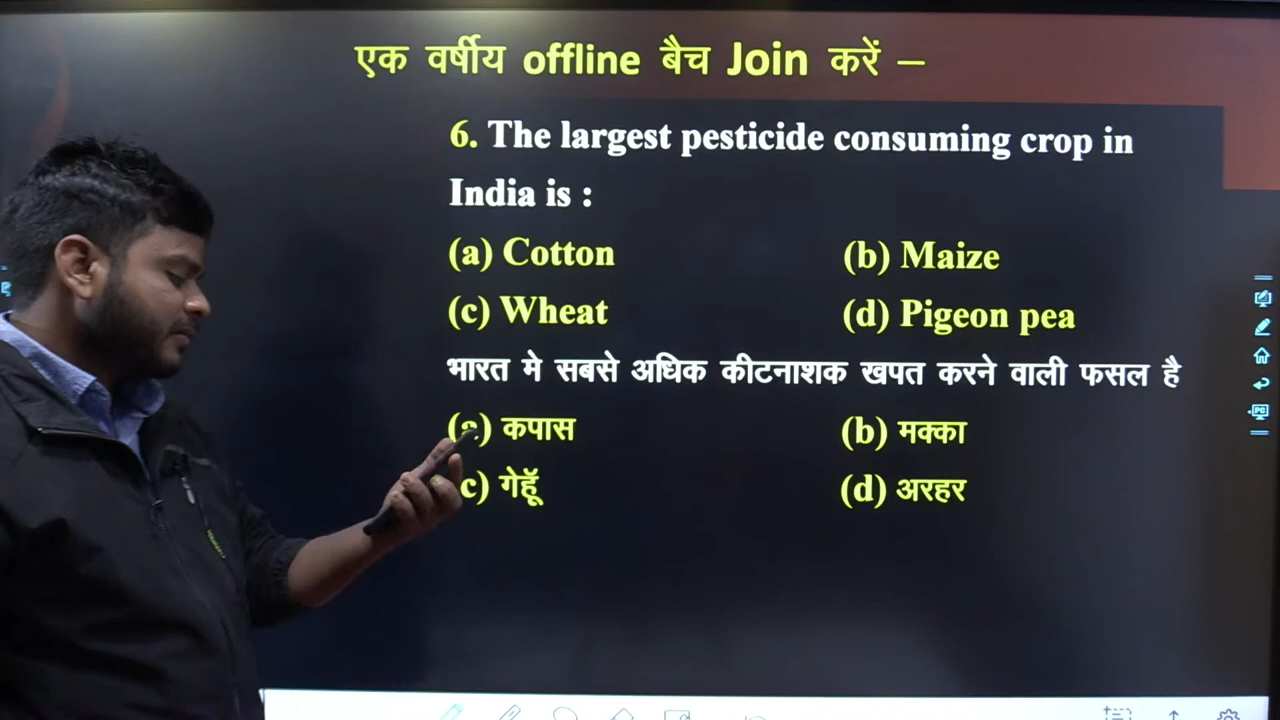 एक वर्षीय offline बैच Join करें –
6. The largest pesticide consuming crop in
India is :
(a) Cotton (b) Maize
(c) Wheat (d) Pigeon pea
भारत मे सबसे अधिक कीटनाशक खपत करने वाली फसल है
(a) कपास (b) मक्का
c) गेहूॅं (d) अरहर